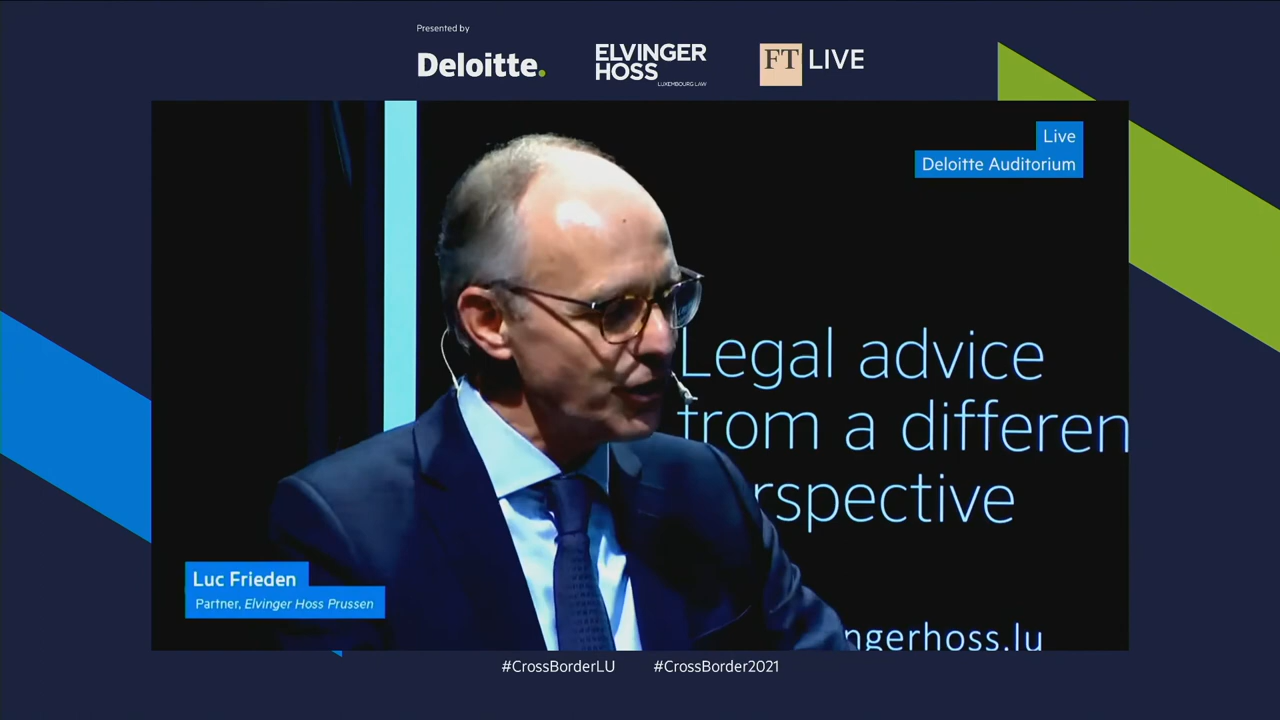 Presented by
Deloitte.
ELVINGER
HOSS
LUXEMBOURG LAW
FT LIVE
Live
Deloitte Auditorium
Legal advice
from a differen
rspective
ngerhoss.lu
Luc Frieden
Partner, Elvinger Hoss Prussen
#CrossBorderLU #CrossBorder2021